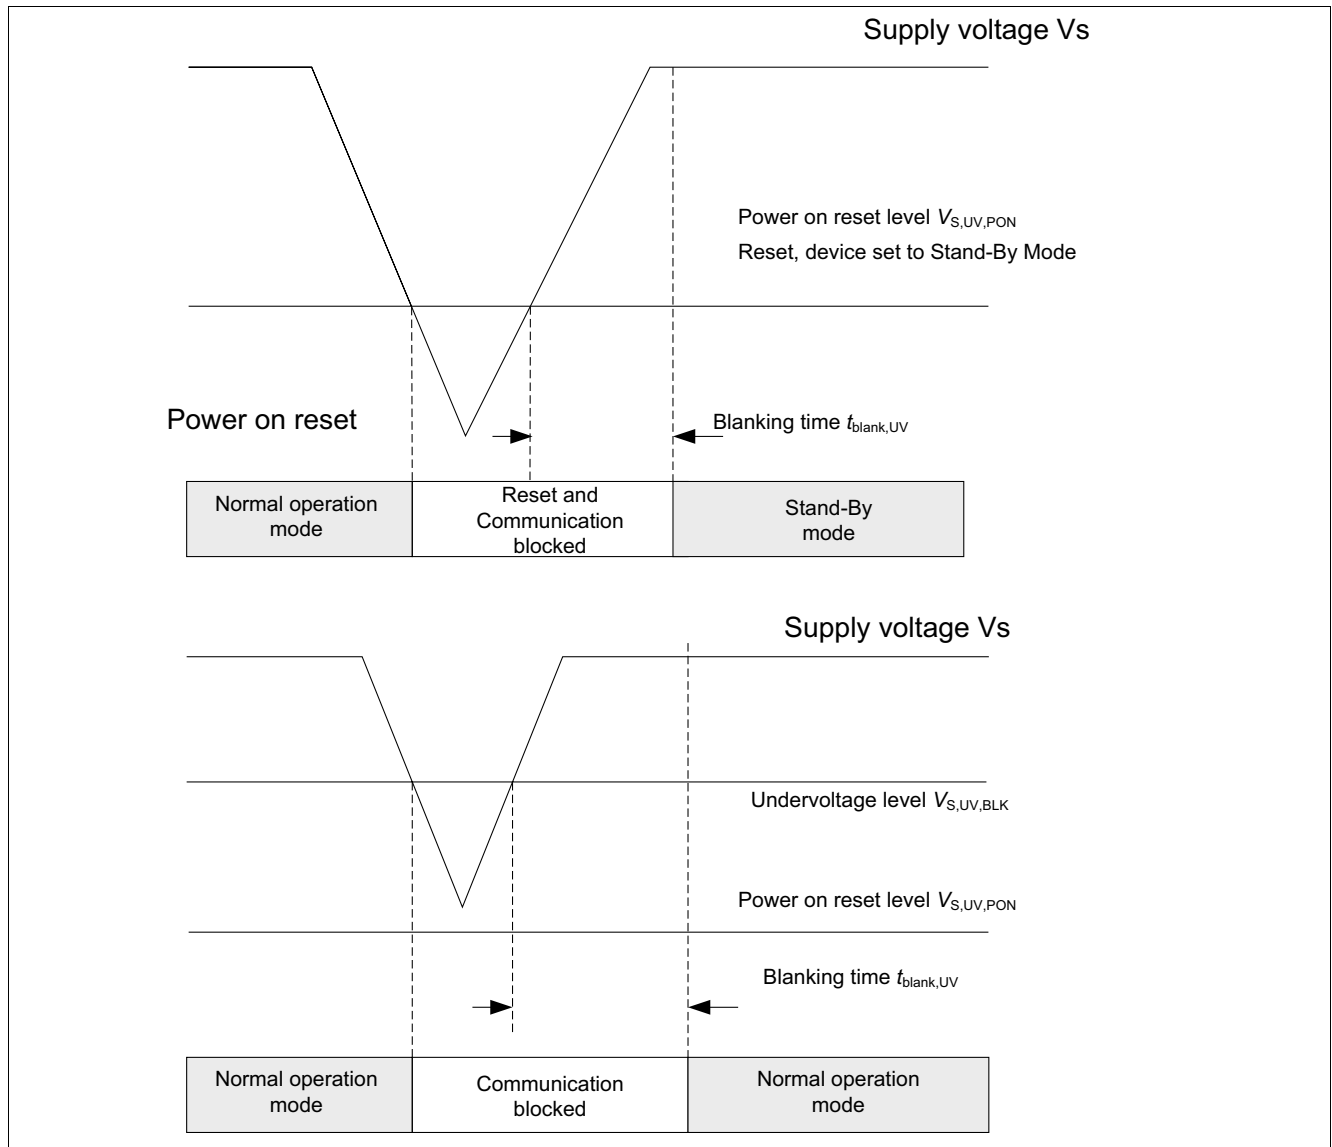 Supply voltage Vs
Power on reset level VS,UV,PON
Reset, device set to Stand-By Mode
Power on reset
Blanking time tblank,UV
Normal operation
mode
Reset and
Communication
blocked
Stand-By
mode
Supply voltage Vs
Undervoltage level VS,UV,BLK
Power on reset level VS,UV,PON
Blanking time tblank,UV
Normal operation
mode
Communication
blocked
Normal operation
mode